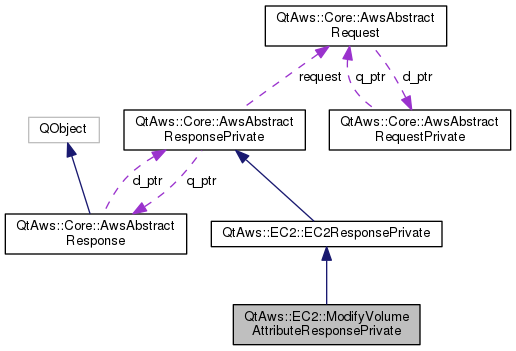 QtAws::Core::AwsAbstract
Request
request
q_ptr
d_ptr
QObject
QtAws::Core::AwsAbstract
ResponsePrivate
QtAws::Core::AwsAbstract
RequestPrivate
d_ptr
q_ptr
QtAws::Core::AwsAbstract
Response
QtAws::EC2::EC2ResponsePrivate
QtAws::EC2::ModifyVolume
AttributeResponsePrivate